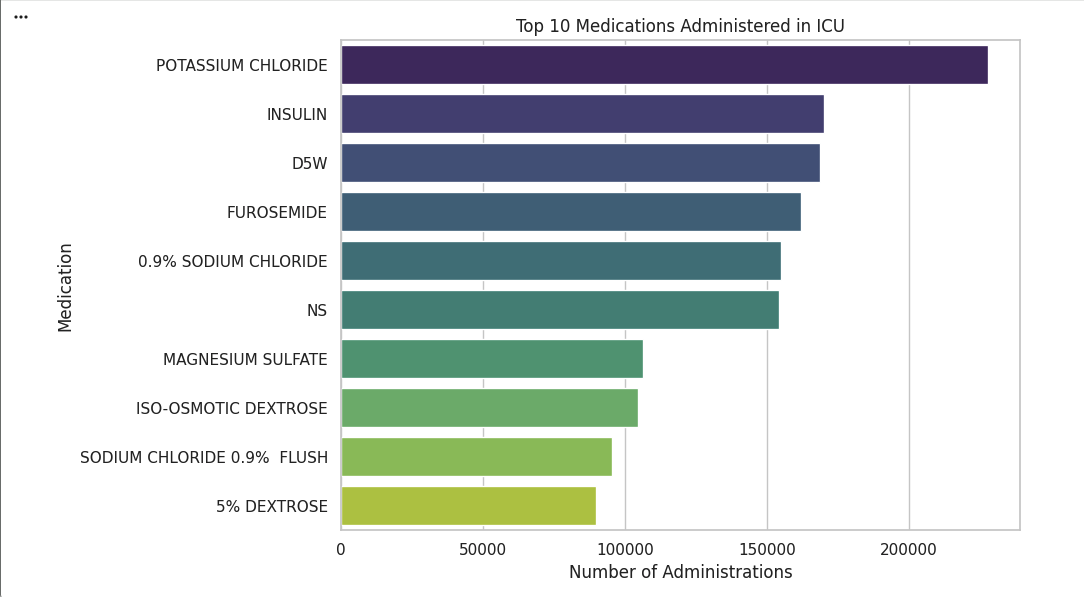 ...
Top 10 Medications Administered in ICU
Medication
POTASSIUM CHLORIDE
INSULIN
D5W
FUROSEMIDE
0.9% SODIUM CHLORIDE
NS
MAGNESIUM SULFATE
ISO-OSMOTIC DEXTROSE
SODIUM CHLORIDE 0.9%  FLUSH
5% DEXTROSE
0 50000 100000 150000 200000
Number of Administrations